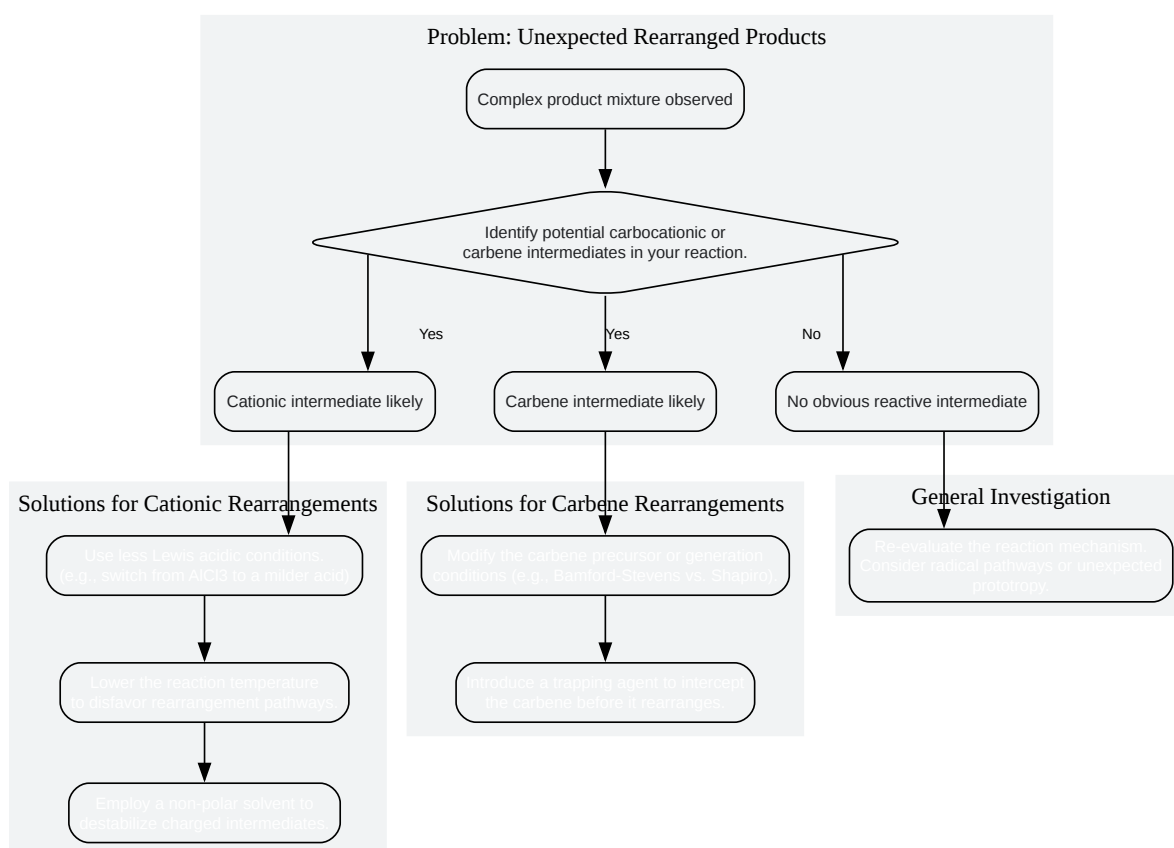 Problem: Unexpected Rearranged Products
Complex product mixture observed
Identify potential carbocationic or
carbene intermediates in your reaction.
Yes
Yes
No
Cationic intermediate likely
Carbene intermediate likely
No obvious reactive intermediate
Solutions for Cationic Rearrangements
Use less Lewis acidic conditions
(e.g., switch from AlCl3 to a milder acid).
Lower the reaction temperature
to disfavor rearrangement pathways.
Employ a non-polar solvent to
destabilize charged intermediates.
Solutions for Carbene Rearrangements
Modify the carbene precursor or generation
conditions (e.g., Bamford-Stevens vs. Shapiro).
Introduce a trapping agent to intercept
the carbene before it rearranges.
General Investigation
Re-evaluate the reaction mechanism.
Consider radical pathways or unexpected
prototropy.